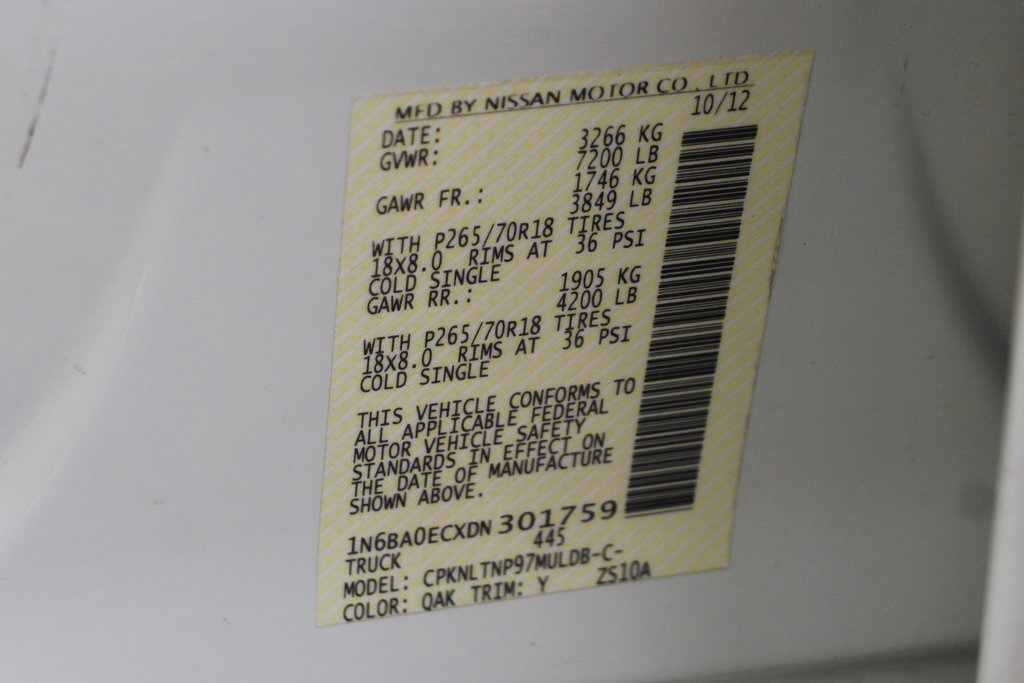 MFD BY NISSAN MOTOR CO., LTD.
DATE: 10/12
GVWR: 3266 KG
7200 LB
GAWR FR.: 1746 KG
3849 LB
WITH P265/70R18 TIRES
18X8.0 RIMS AT 36 PSI
COLD SINGLE
GAWR RR.: 1905 KG
4200 LB
WITH P265/70R18 TIRES
18X8.0 RIMS AT 36 PSI
COLD SINGLE
THIS VEHICLE CONFORMS TO
ALL APPLICABLE FEDERAL
MOTOR VEHICLE SAFETY
STANDARDS IN EFFECT ON
THE DATE OF MANUFACTURE
SHOWN ABOVE.
1N6BA0ECXDN301759
TRUCK 445
MODEL: CPKNLTNP97MULDB-C-
COLOR: QAK TRIM: Y ZS10A